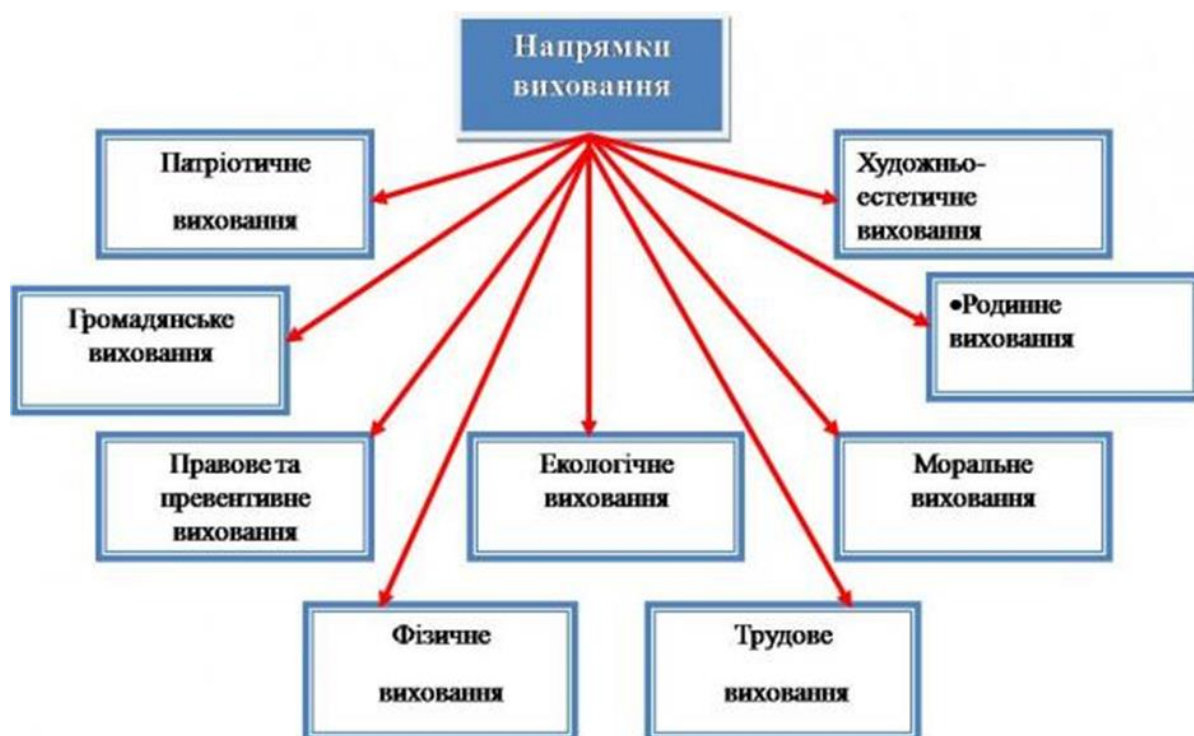 Напрямки
виховання
Патріотичне
виховання
Художньо-
естетичне
виховання
Громадянське
виховання
•Родинне
виховання
Правове та
превентивне
виховання
Екологічне
виховання
Моральне
виховання
Фізичне
виховання
Трудове
виховання